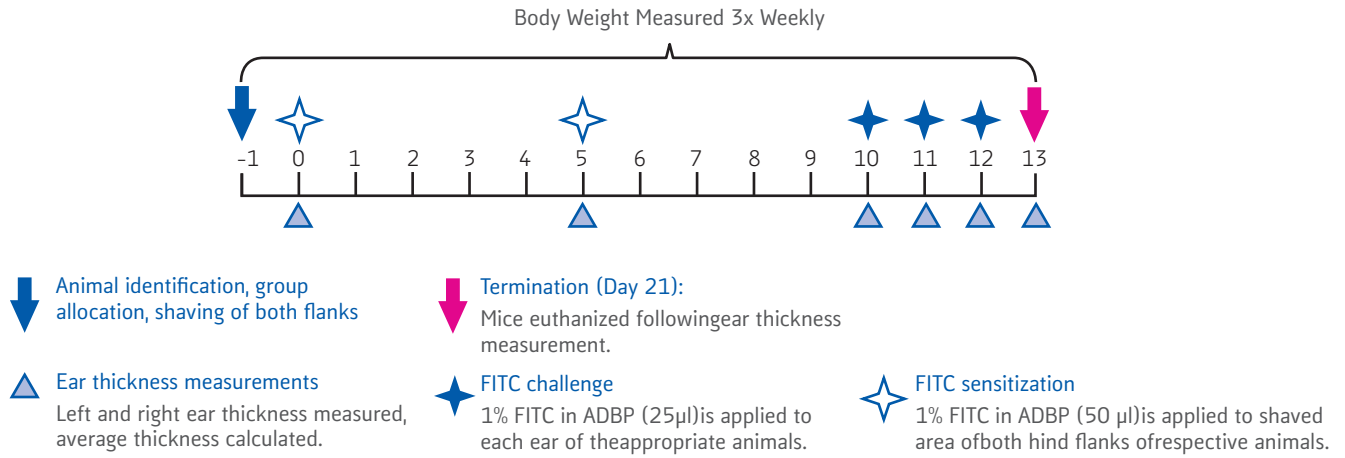 Body Weight Measured 3x Weekly
-1 0 1 2 3 4 5 6 7 8 9 10 11 12 13
Animal identification, group
allocation, shaving of both flanks
Termination (Day 21):
Mice euthanized followingear thickness
measurement.
Ear thickness measurements
Left and right ear thickness measured,
average thickness calculated.
FITC challenge
1% FITC in ADBP (25µl)is applied to
each ear of theappropriate animals.
FITC sensitization
1% FITC in ADBP (50 µl)is applied to shaved
area ofboth hind flanks ofrespective animals.